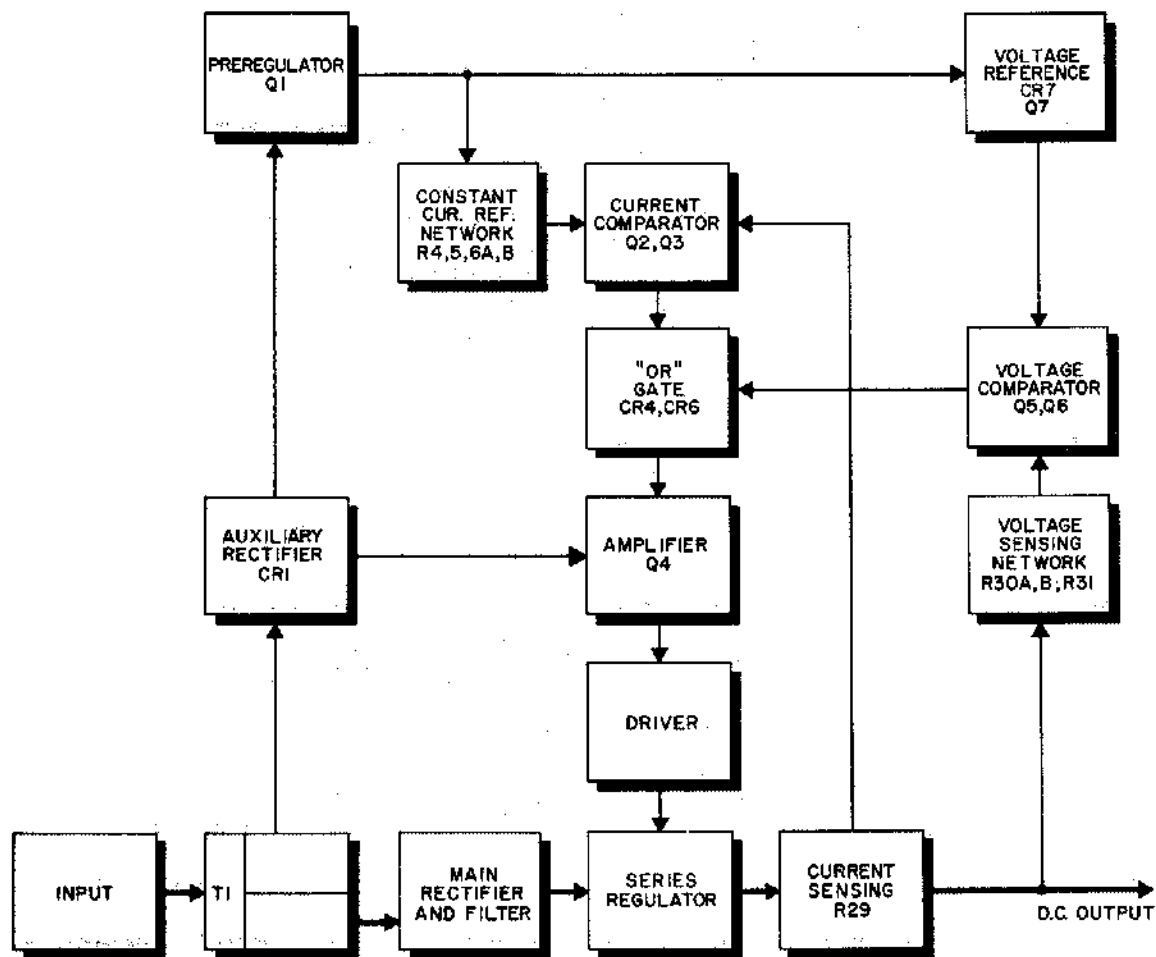 PREREGULATOR
Q1
VOLTAGE
REFERENCE
CR7
Q7
CONSTANT
CUR. REF.
NETWORK
R4,5,6A,B
CURRENT
COMPARATOR
Q2,Q3
"OR"
GATE
CR4,CR6
VOLTAGE
COMPARATOR
Q5,Q6
AUXILIARY
RECTIFIER
CR1
AMPLIFIER
Q4
VOLTAGE
SENSING
NETWORK
R30A,B;R31
DRIVER
INPUT
T1
MAIN
RECTIFIER
AND FILTER
SERIES
REGULATOR
CURRENT
SENSING
R29
D.C. OUTPUT